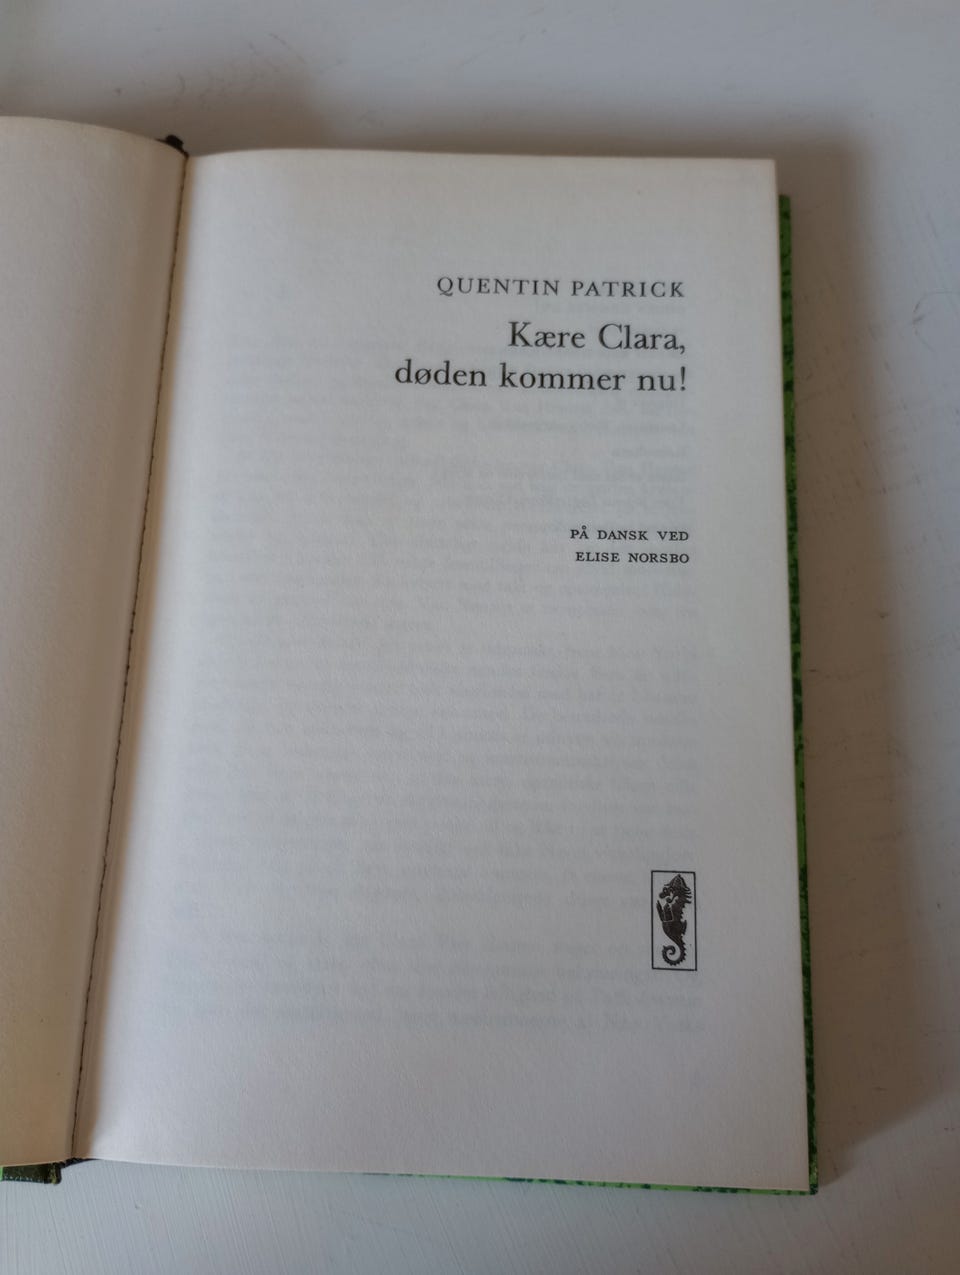 QUENTIN PATRICK
Kære Clara,
døden kommer nu!
PÅ DANSK VED
ELISE NORSBO